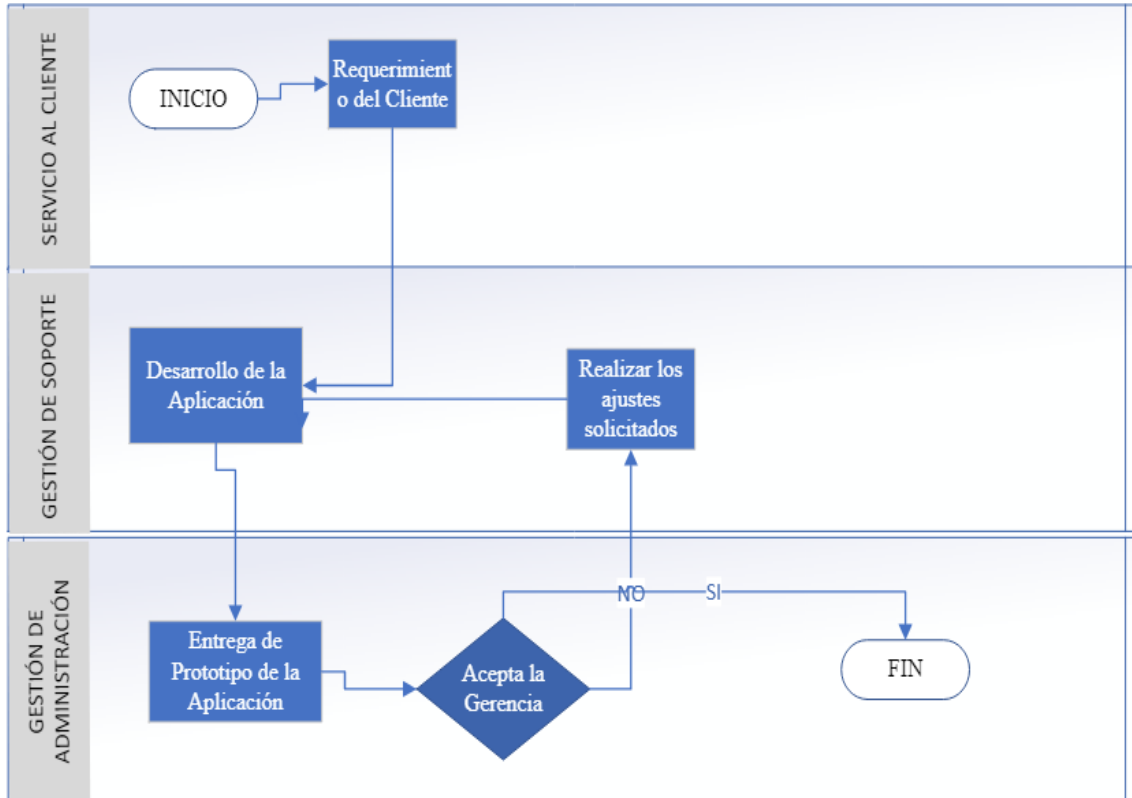 SERVICIO AL CLIENTE
INICIO
Requerimient
o del Cliente
GESTIÓN DE SOPORTE
Desarrollo de la
Aplicación
Realizar los
ajustes
solicitados
GESTIÓN DE
ADMINISTRACIÓN
Entrega de
Prototipo de la
Aplicación
Acepta la
Gerencia
NO
SI
FIN